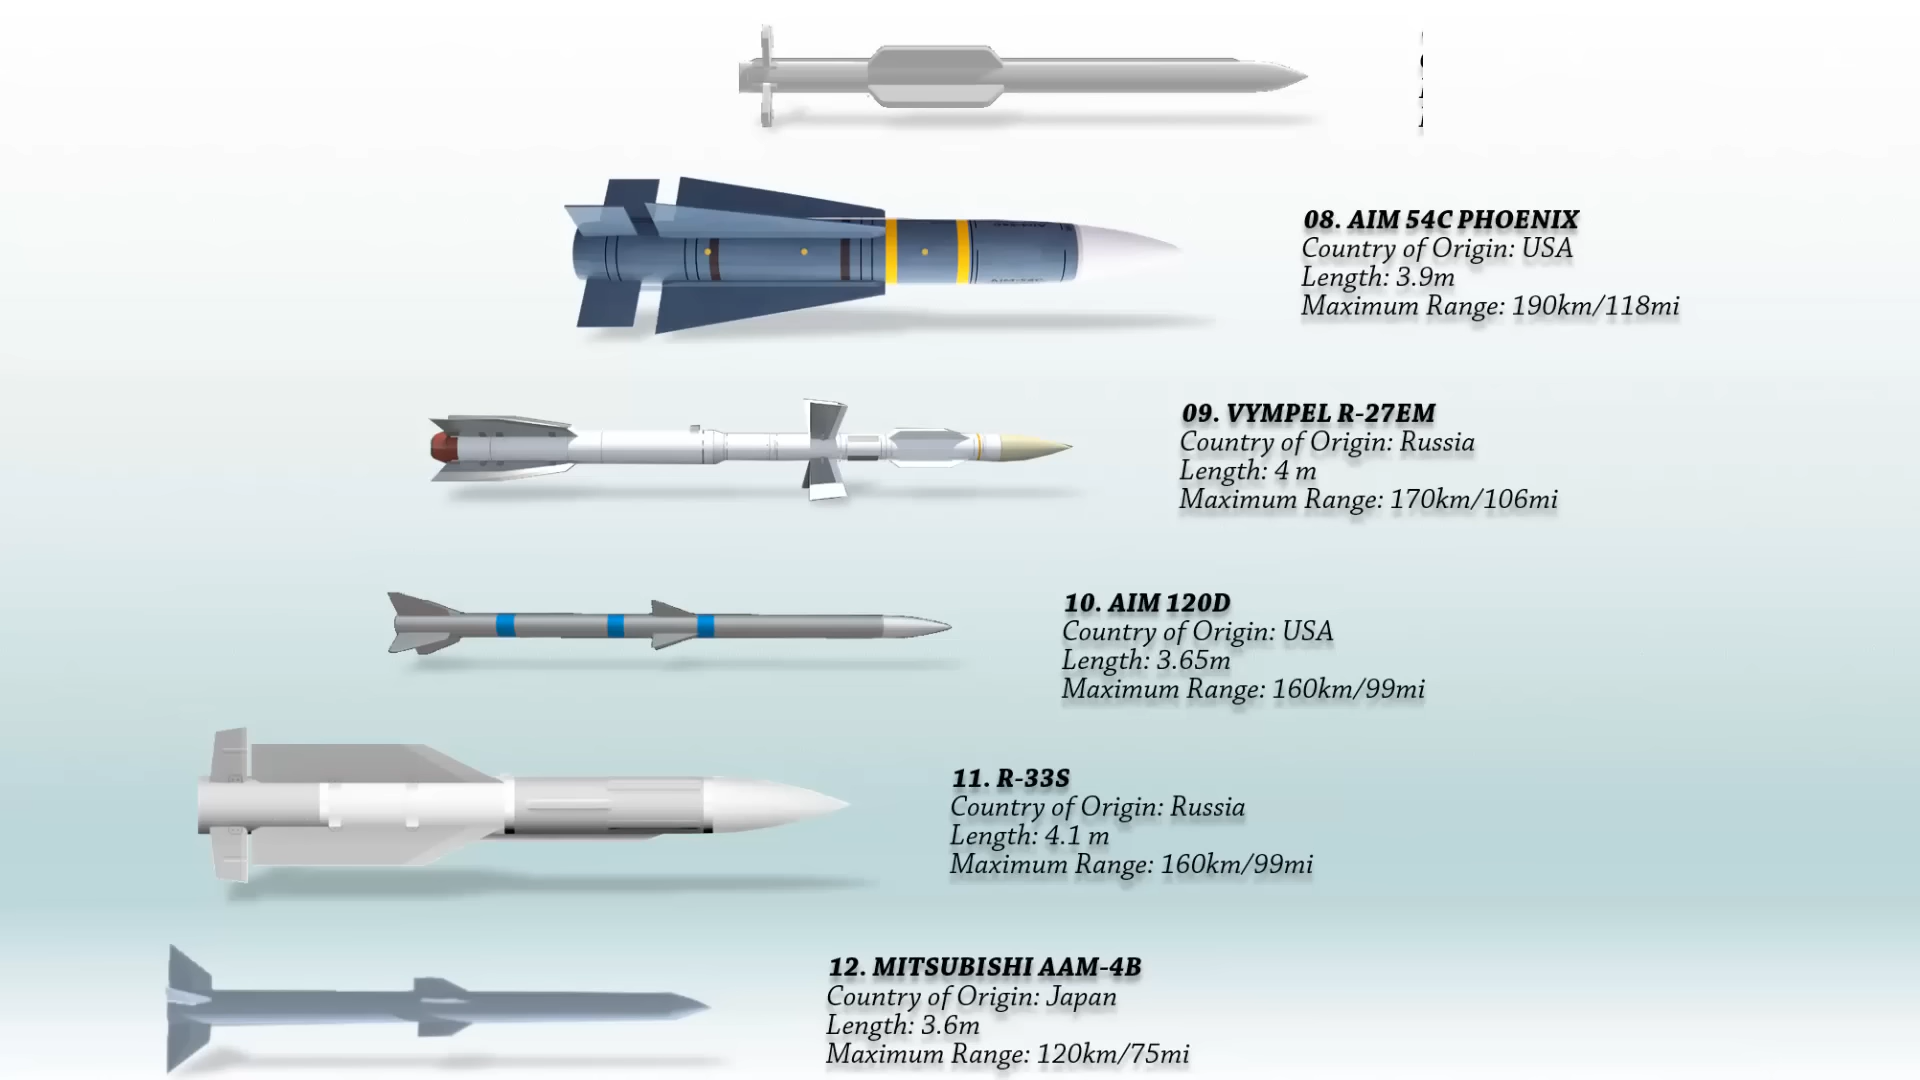 08. AIM 54C PHOENIX
Country of Origin: USA
Length: 3.9m
Maximum Range: 190km/118mi
09. VYMPEL R-27EM
Country of Origin: Russia
Length: 4 m
Maximum Range: 170km/106mi
10. AIM 120D
Country of Origin: USA
Length: 3.65m
Maximum Range: 160km/99mi
11. R-33S
Country of Origin: Russia
Length: 4.1 m
Maximum Range: 160km/99mi
12. MITSUBISHI AAM-4B
Country of Origin: Japan
Length: 3.6m
Maximum Range: 120km/75mi